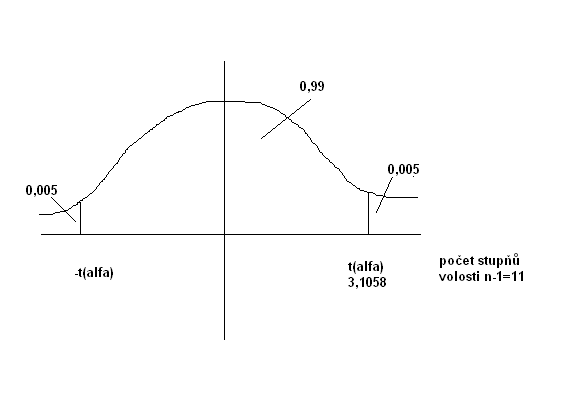 0,99
0,005
0,005
-t(alfa)
t(alfa)
3,1058
počet stupňů
volosti n-1=11